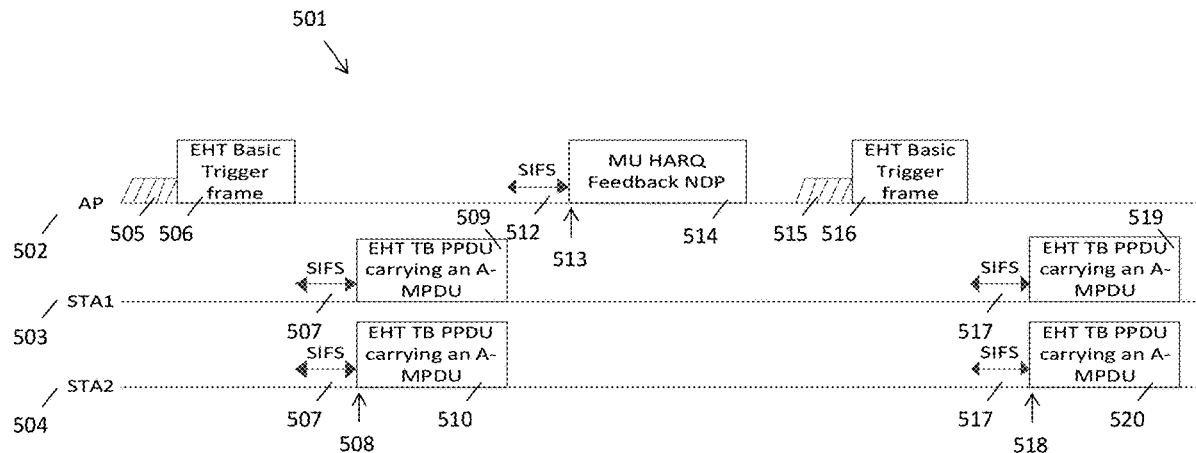 501
EHT Basic
Trigger
frame
SIFS
MU HARQ
Feedback NDP
EHT Basic
Trigger
frame
AP
502
505
506
512
509
513
514
515
516
519
SIFS
EHT TB PPDU
carrying an A-
MPDU
SIFS
EHT TB PPDU
carrying an A-
MPDU
STA1
503
507
517
SIFS
EHT TB PPDU
carrying an A-
MPDU
SIFS
EHT TB PPDU
carrying an A-
MPDU
STA2
504
507
508
510
517
518
520